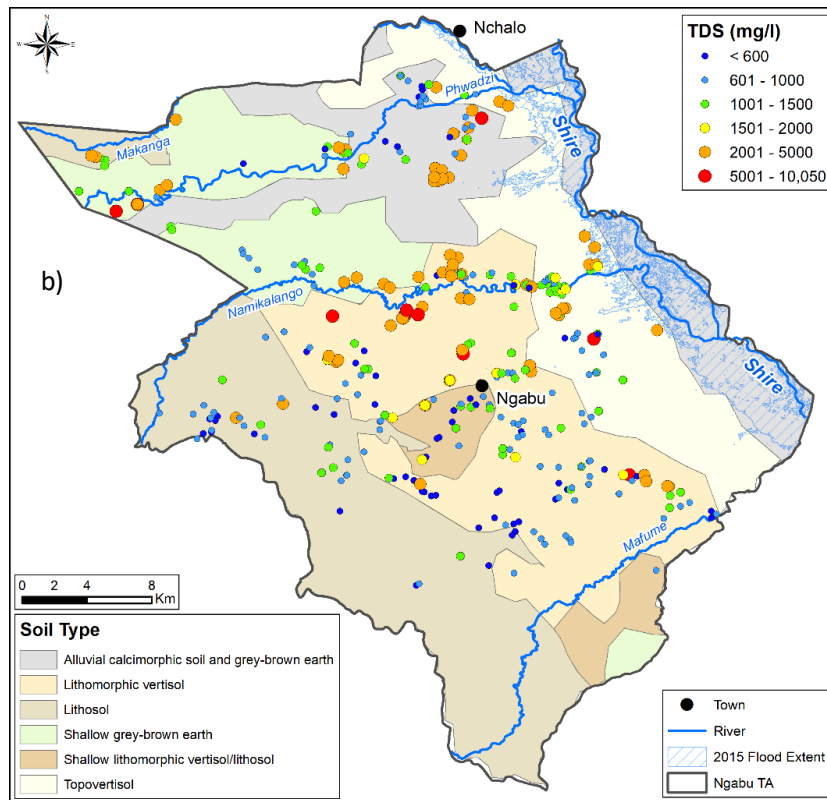 N
W E
S
Nchalo
TDS (mg/l)
< 600
601 - 1000
1001 - 1500
1501 - 2000
2001 - 5000
5001 - 10,050
Phwadzi
Shire
Makanga
b)
Namikalango
Shire
Ngabu
Mafume
0 4 8
Km
Soil Type
Alluvial calcimorphic soil and grey-brown earth
Lithomorphic vertisol
Lithosol
Shallow grey-brown earth
Shallow lithomorphic vertisol/lithosol
Topovertisol
Town
River
2015 Flood Extent
Ngabu TA